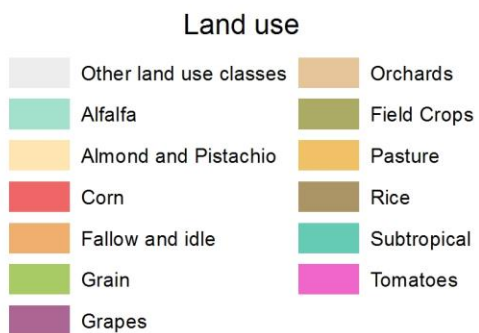 Land use
Other land use classes
Alfalfa
Almond and Pistachio
Corn
Fallow and idle
Grain
Grapes
Orchards
Field Crops
Pasture
Rice
Subtropical
Tomatoes